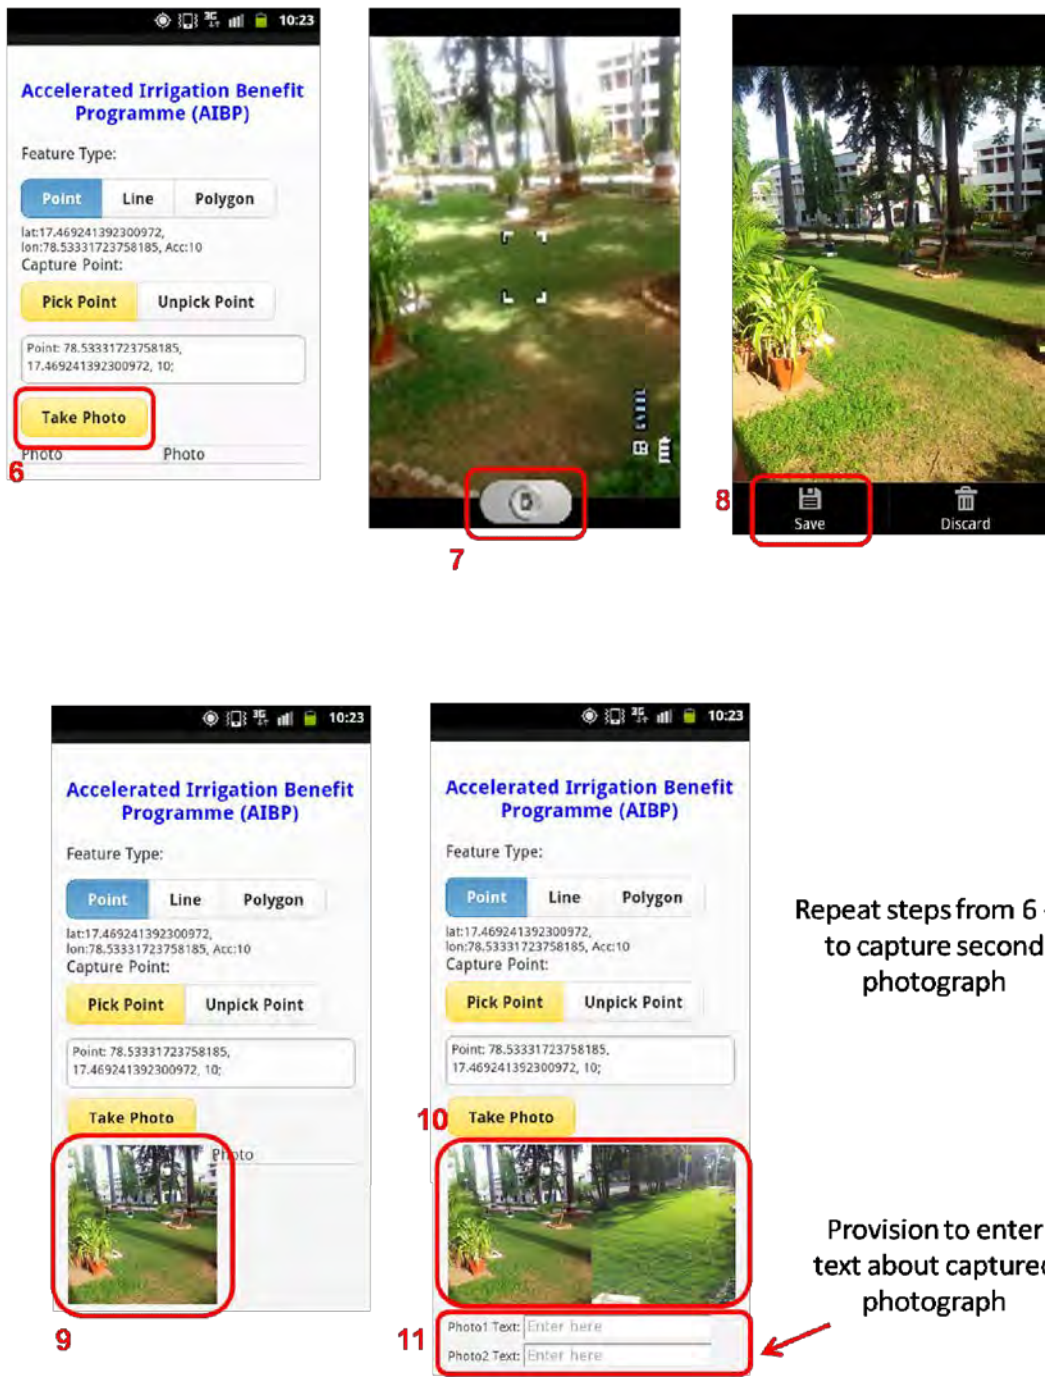 10:23
Accelerated Irrigation Benefit
Programme (AIBP)
Feature Type:
Point Line Polygon
lat:17.469241392300972,
lon:78.53331723758185, Acc:10
Capture Point:
Pick Point Unpick Point
Point: 78.53331723758185,
17.469241392300972, 10;
Take Photo
Photo Photo
6
7
8
Save Discard
3G 10:23
Accelerated Irrigation Benefit
Programme (AIBP)
Feature Type:
Point Line Polygon
lat:17.469241392300972,
lon:78.53331723758185, Acc:10
Capture Point:
Pick Point Unpick Point
Point: 78.53331723758185,
17.469241392300972, 10;
Take Photo
Photo
9
3G 10:23
Accelerated Irrigation Benefit
Programme (AIBP)
Feature Type:
Point Line Polygon
lat:17.469241392300972,
lon:78.53331723758185, Acc:10
Capture Point:
Pick Point Unpick Point
Point: 78.53331723758185,
17.469241392300972, 10;
10 Take Photo
11
Photo1 Text: Enter here
Photo2 Text: Enter here
Repeat steps from 6 -
to capture second
photograph
Provision to enter
text about captured
photograph